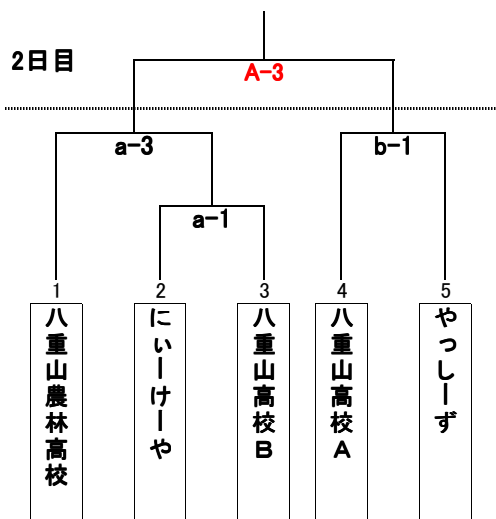 2日目
A-3
a-3
b-1
a-1
1
2
3
4
5
八重山農林高校
にぃーけーや
八重山高校B
八重山高校A
やっしーず